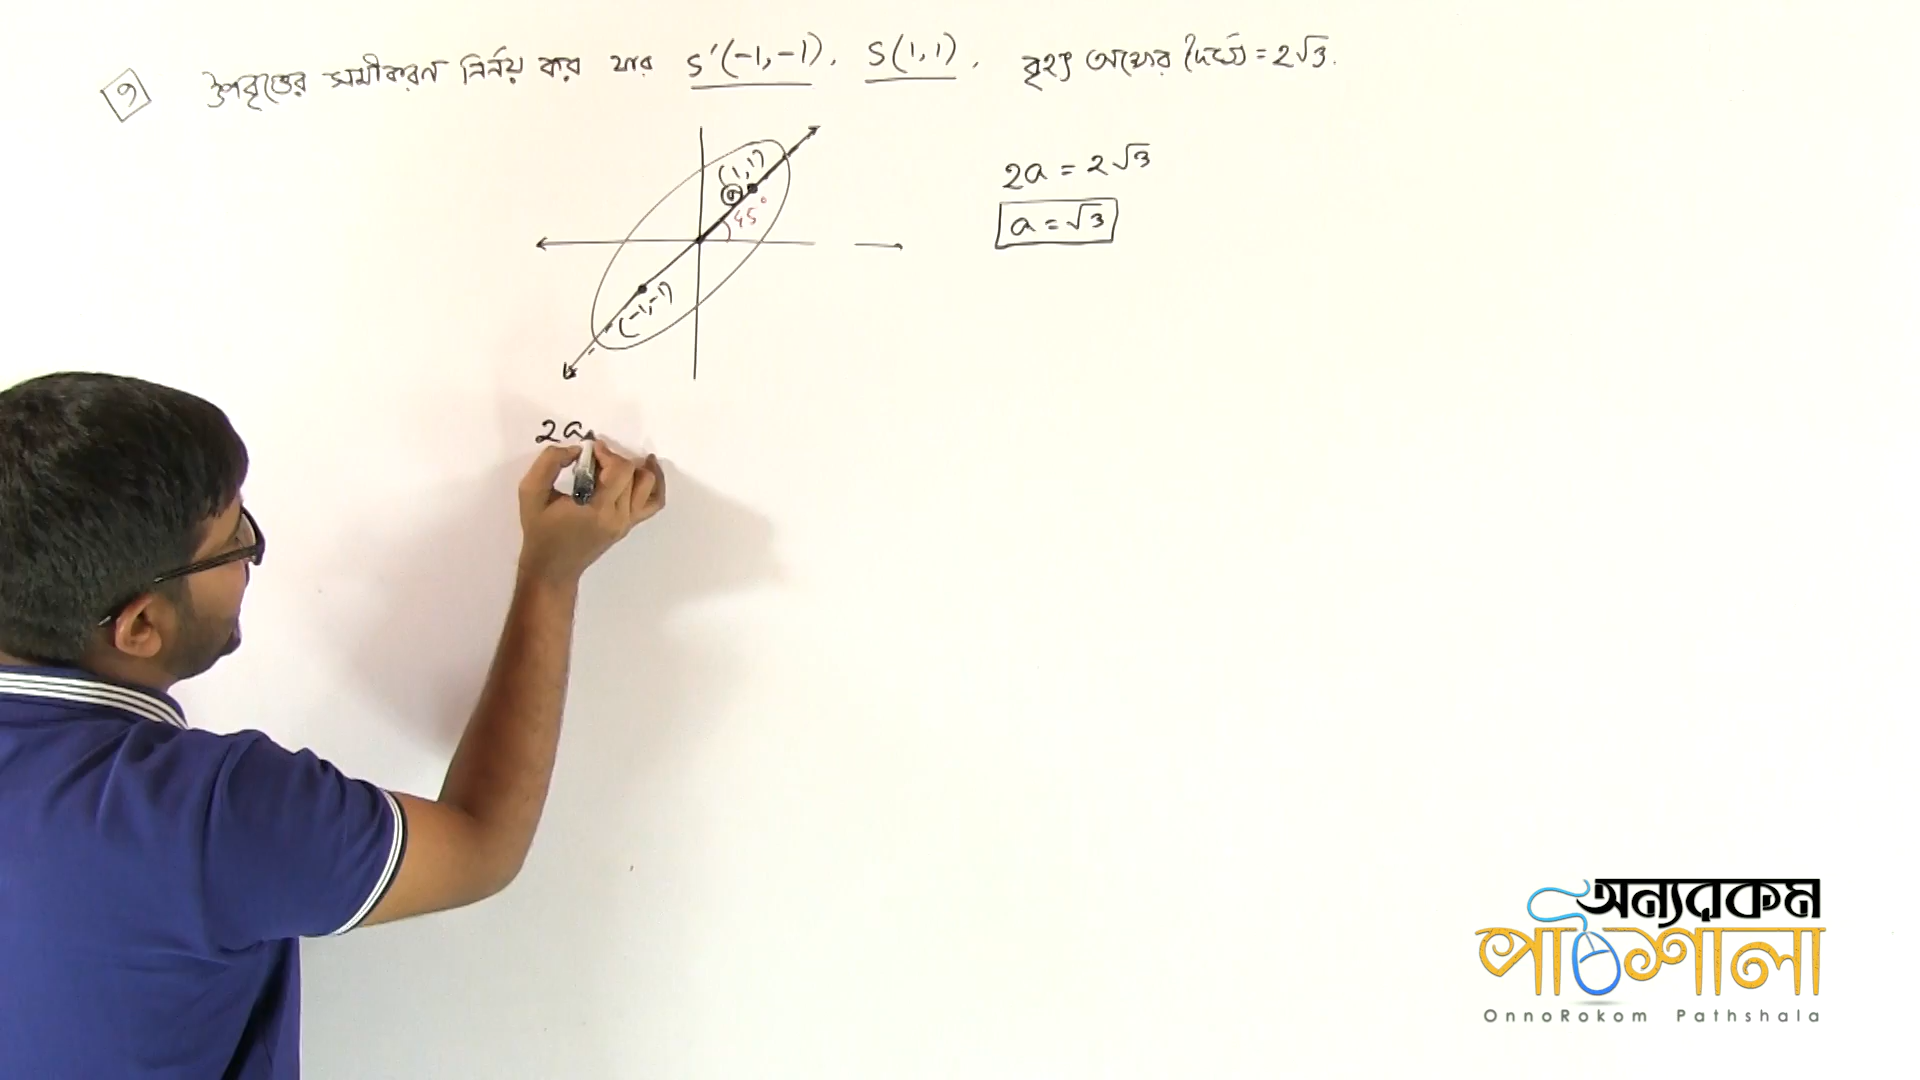 ৭ উপবৃত্তের সমীকরণ নির্ণয় কর যার S'(-1,-1), S(1,1), বৃহৎ অক্ষের দৈর্ঘ্য = 2√3.
(1,1)
45°
(-1,-1)
2a = 2√3
a = √3
2a
অন্যরকম
পাঠশালা
OnnoRokom Pathshala